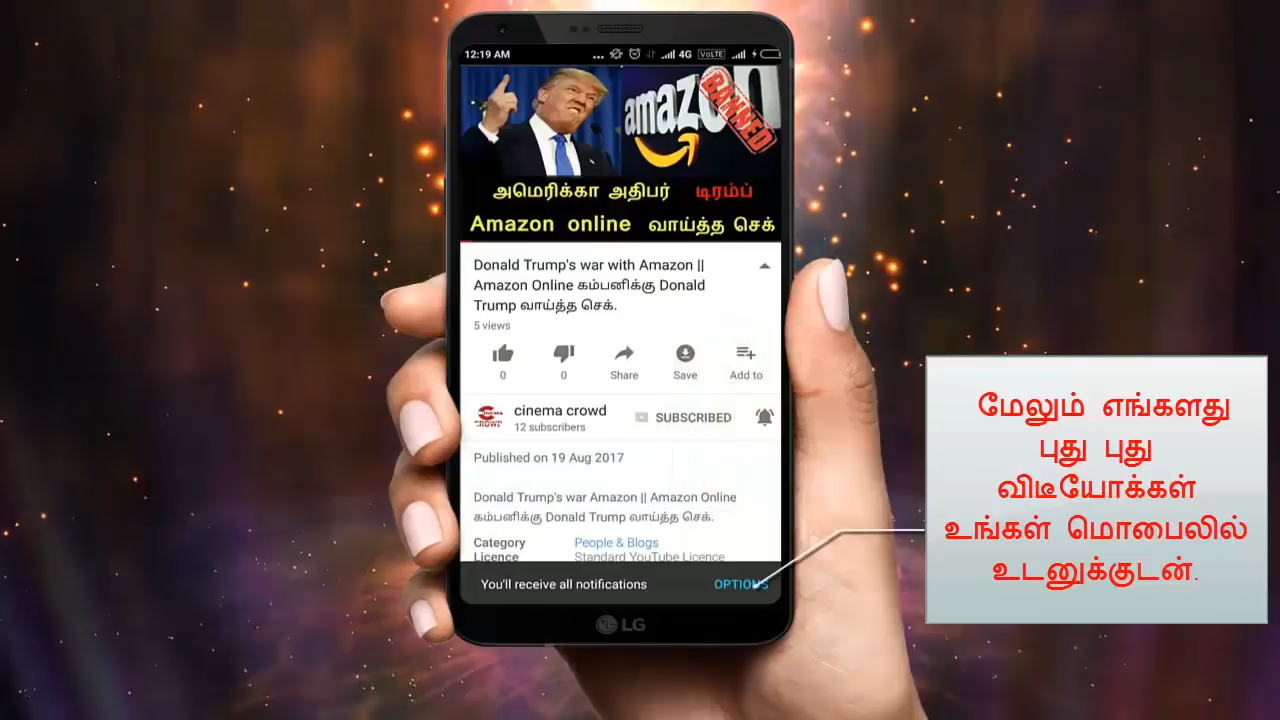 12:19 AM ... 4G VoLTE
amazon
BANNED
அமெரிக்கா அதிபர் டிரம்ப்
Amazon online வாய்த்த செக்
Donald Trump's war with Amazon ||
Amazon Online கம்பனிக்கு Donald
Trump வாய்த்த செக்.
5 views
0 0 Share Save Add to
CINEMA
CROWD
cinema crowd
12 subscribers
SUBSCRIBED
Published on 19 Aug 2017
Donald Trump's war Amazon || Amazon Online
கம்பனிக்கு Donald Trump வாய்த்த செக்.
Category People & Blogs
Licence Standard YouTube Licence
You'll receive all notifications OPTIONS
LG
மேலும் எங்களது
புது புது
விடீயோக்கள்
உங்கள் மொபைலில்
உடனுக்குடன்.